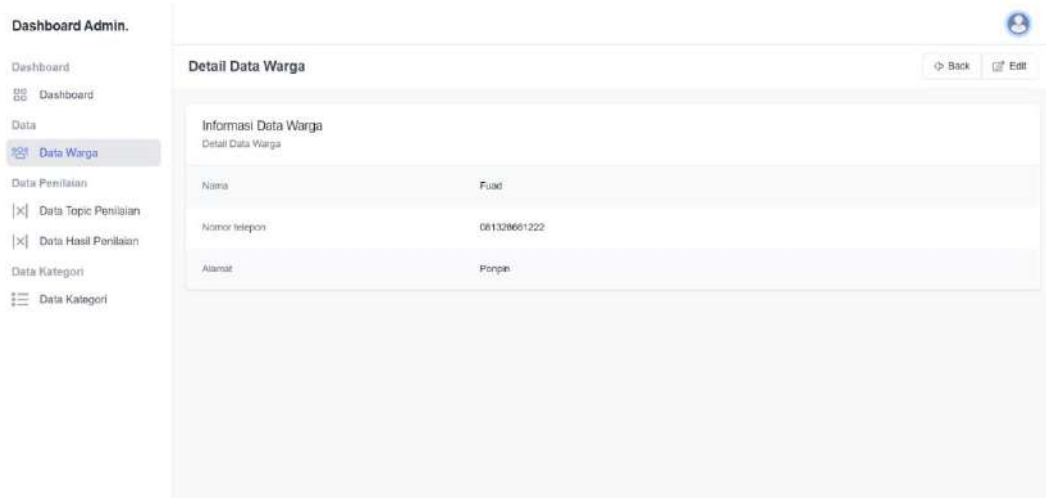 Dashboard Admin.
Dashboard
Dashboard
Data
Data Warga
Data Penilaian
Data Topic Penilaian
Data Hasil Penilaian
Data Kategori
Data Kategori
Detail Data Warga
Back
Edit
Informasi Data Warga
Detail Data Warga
Nama Fuad
Nomor telepon 081328661222
Alamat Ponpin